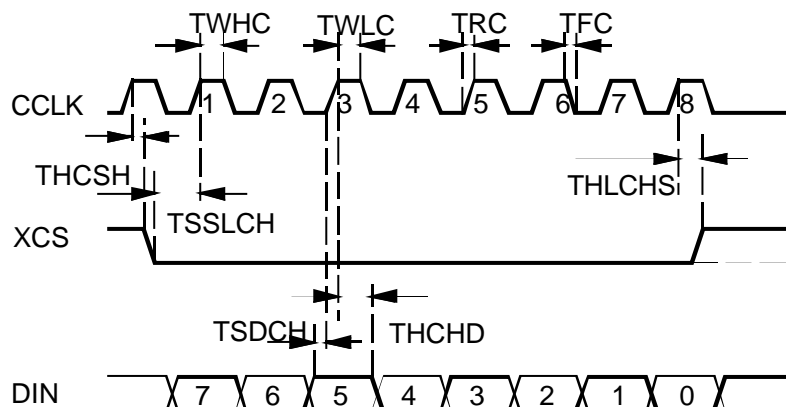 TWHC TWLC TRC TFC
CCLK 1 2 3 4 5 6 7 8
THCSH THLCHS
TSSLCH
XCS
TSDCH THCHD
DIN 7 6 5 4 3 2 1 0